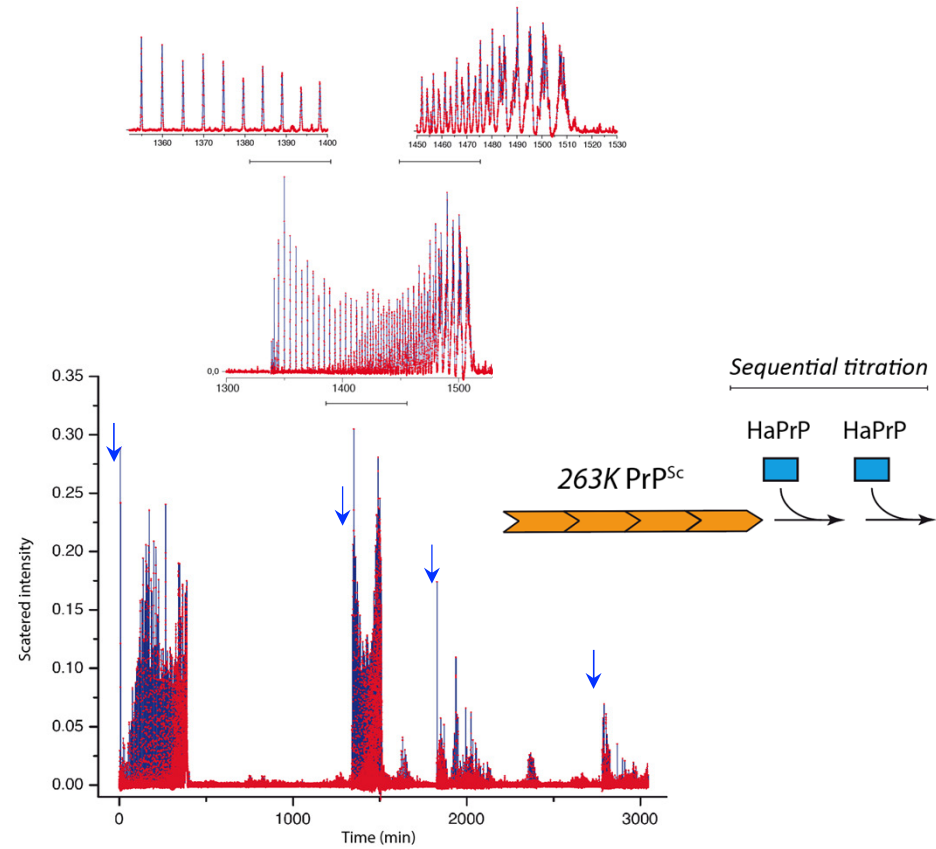 1360 1370 1380 1390 1400
1450 1460 1470 1480 1490 1500 1510 1520 1530
0,0
1300 1400 1500
0.35
0.30
0.25
0.20
0.15
0.10
0.05
0.00
Scatered intensity
0 1000 2000 3000
Time (min)
Sequential titration
HaPrP HaPrP
263K PrPSc